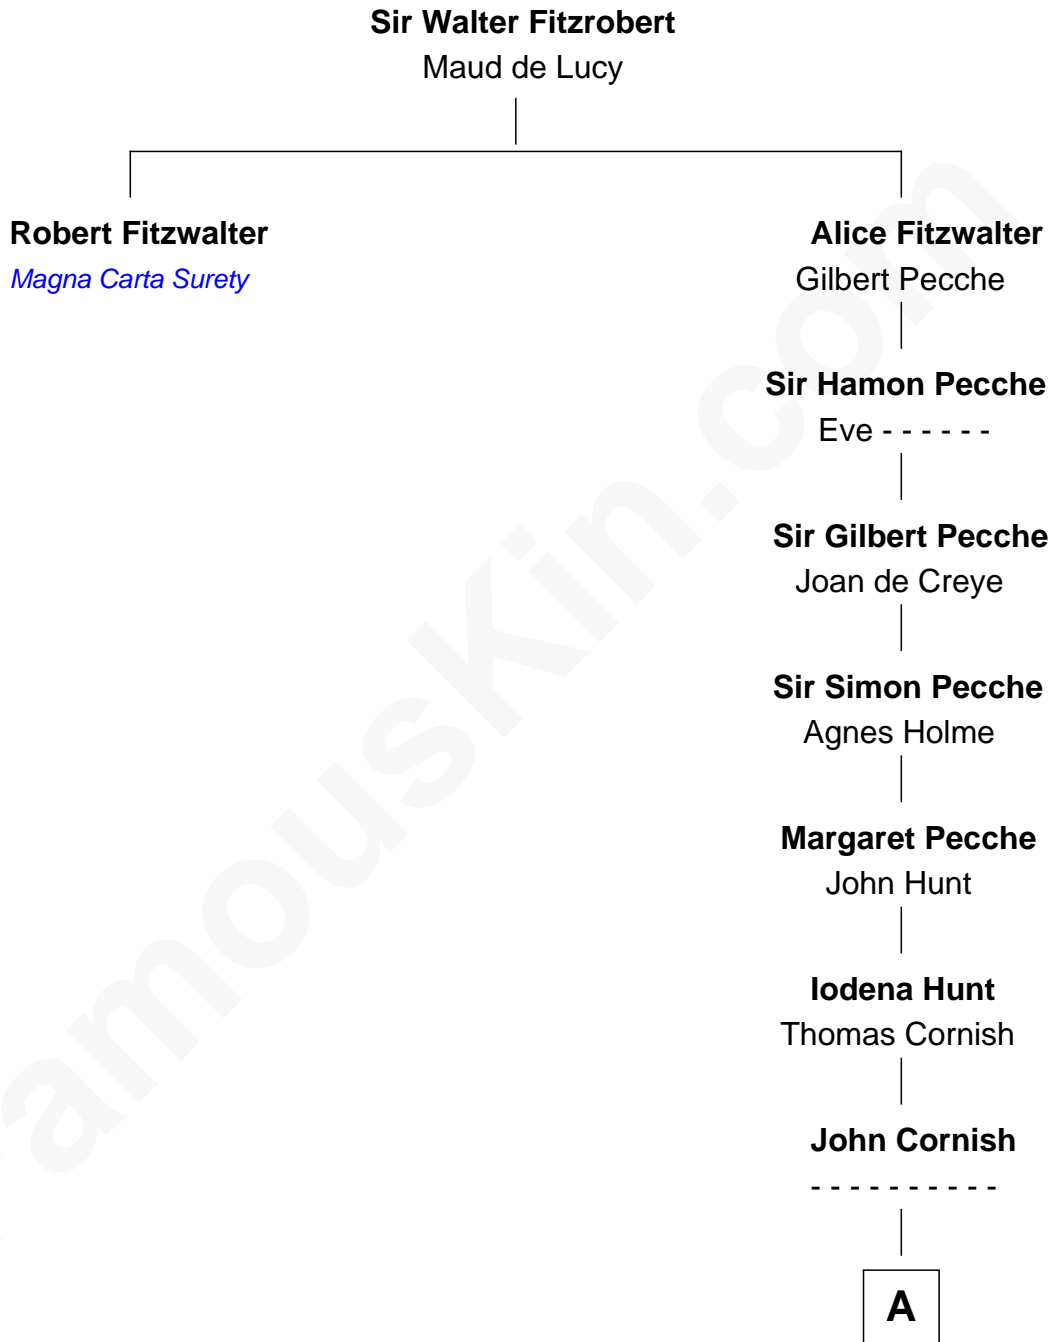 Sir Walter Fitzrobert
Maud de Lucy
Robert Fitzwalter
Magna Carta Surety
Alice Fitzwalter
Gilbert Pecche
Sir Hamon Pecche
Eve - - - - - -
Sir Gilbert Pecche
Joan de Creye
Sir Simon Pecche
Agnes Holme
Margaret Pecche
John Hunt
Iodena Hunt
Thomas Cornish
John Cornish
- - - - - - - - - -
A
amouskin.com